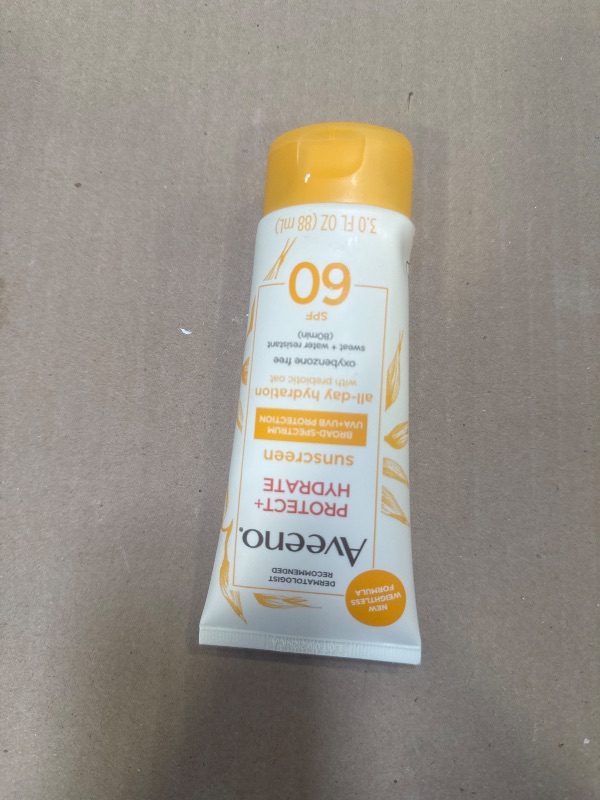 NEW
WEIGHTLESS
FORMULA
DERMATOLOGIST
RECOMMENDED
Aveeno.
PROTECT+
HYDRATE
sunscreen
BROAD-SPECTRUM
UVA+UVB PROTECTION
all-day hydration
with prebiotic oat
oxybenzone free
sweat + water resistant
(80min)
SPF
60
3.0 FL OZ (88 mL)